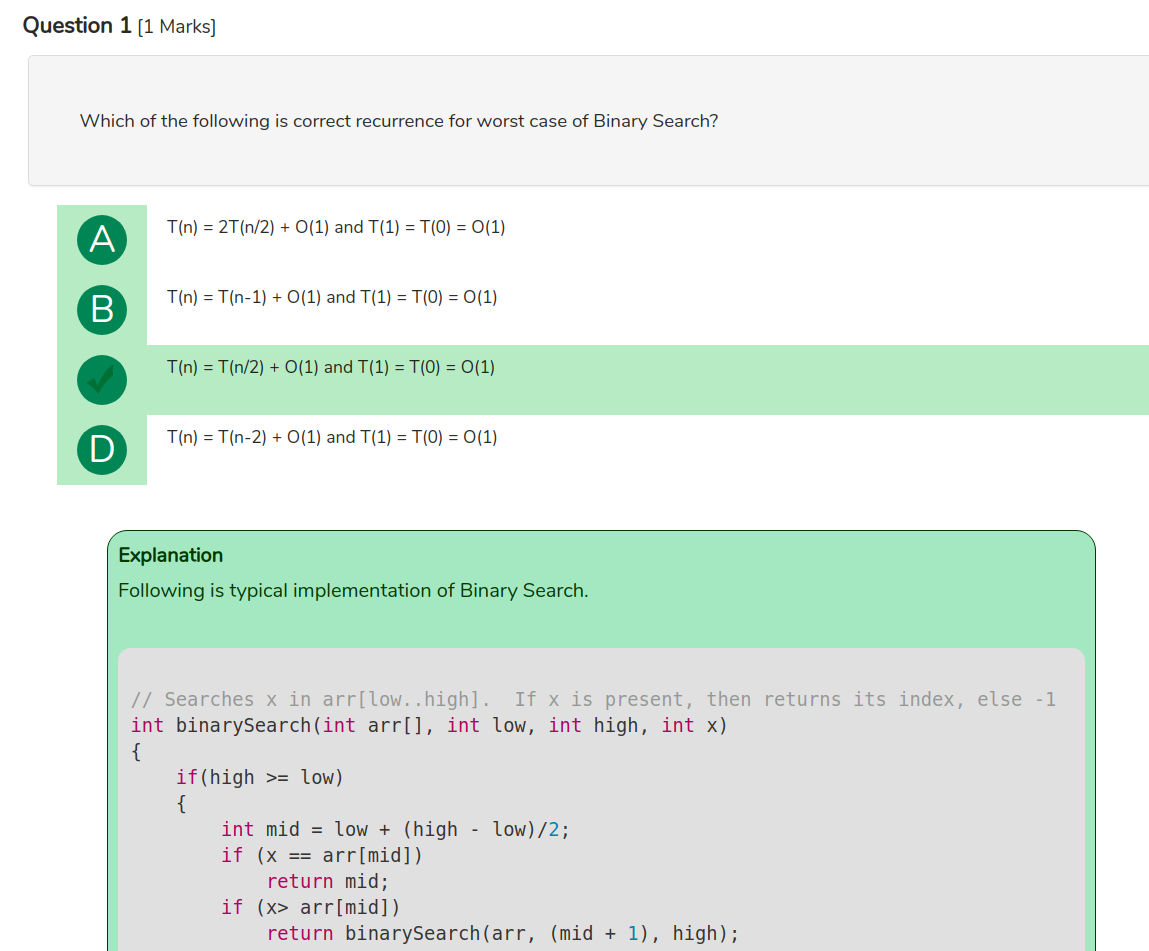 Question 1 [1 Marks]
Which of the following is correct recurrence for worst case of Binary Search?
A
T(n) = 2T(n/2) + O(1) and T(1) = T(0) = O(1)
B
T(n) = T(n-1) + O(1) and T(1) = T(0) = O(1)
T(n) = T(n/2) + O(1) and T(1) = T(0) = O(1)
D
T(n) = T(n-2) + O(1) and T(1) = T(0) = O(1)
Explanation
Following is typical implementation of Binary Search.
// Searches x in arr[low..high].  If x is present, then returns its index, else -1
int binarySearch(int arr[], int low, int high, int x)
{
    if(high >= low)
    {
        int mid = low + (high - low)/2;
        if (x == arr[mid])
            return mid;
        if (x> arr[mid])
            return binarySearch(arr, (mid + 1), high);